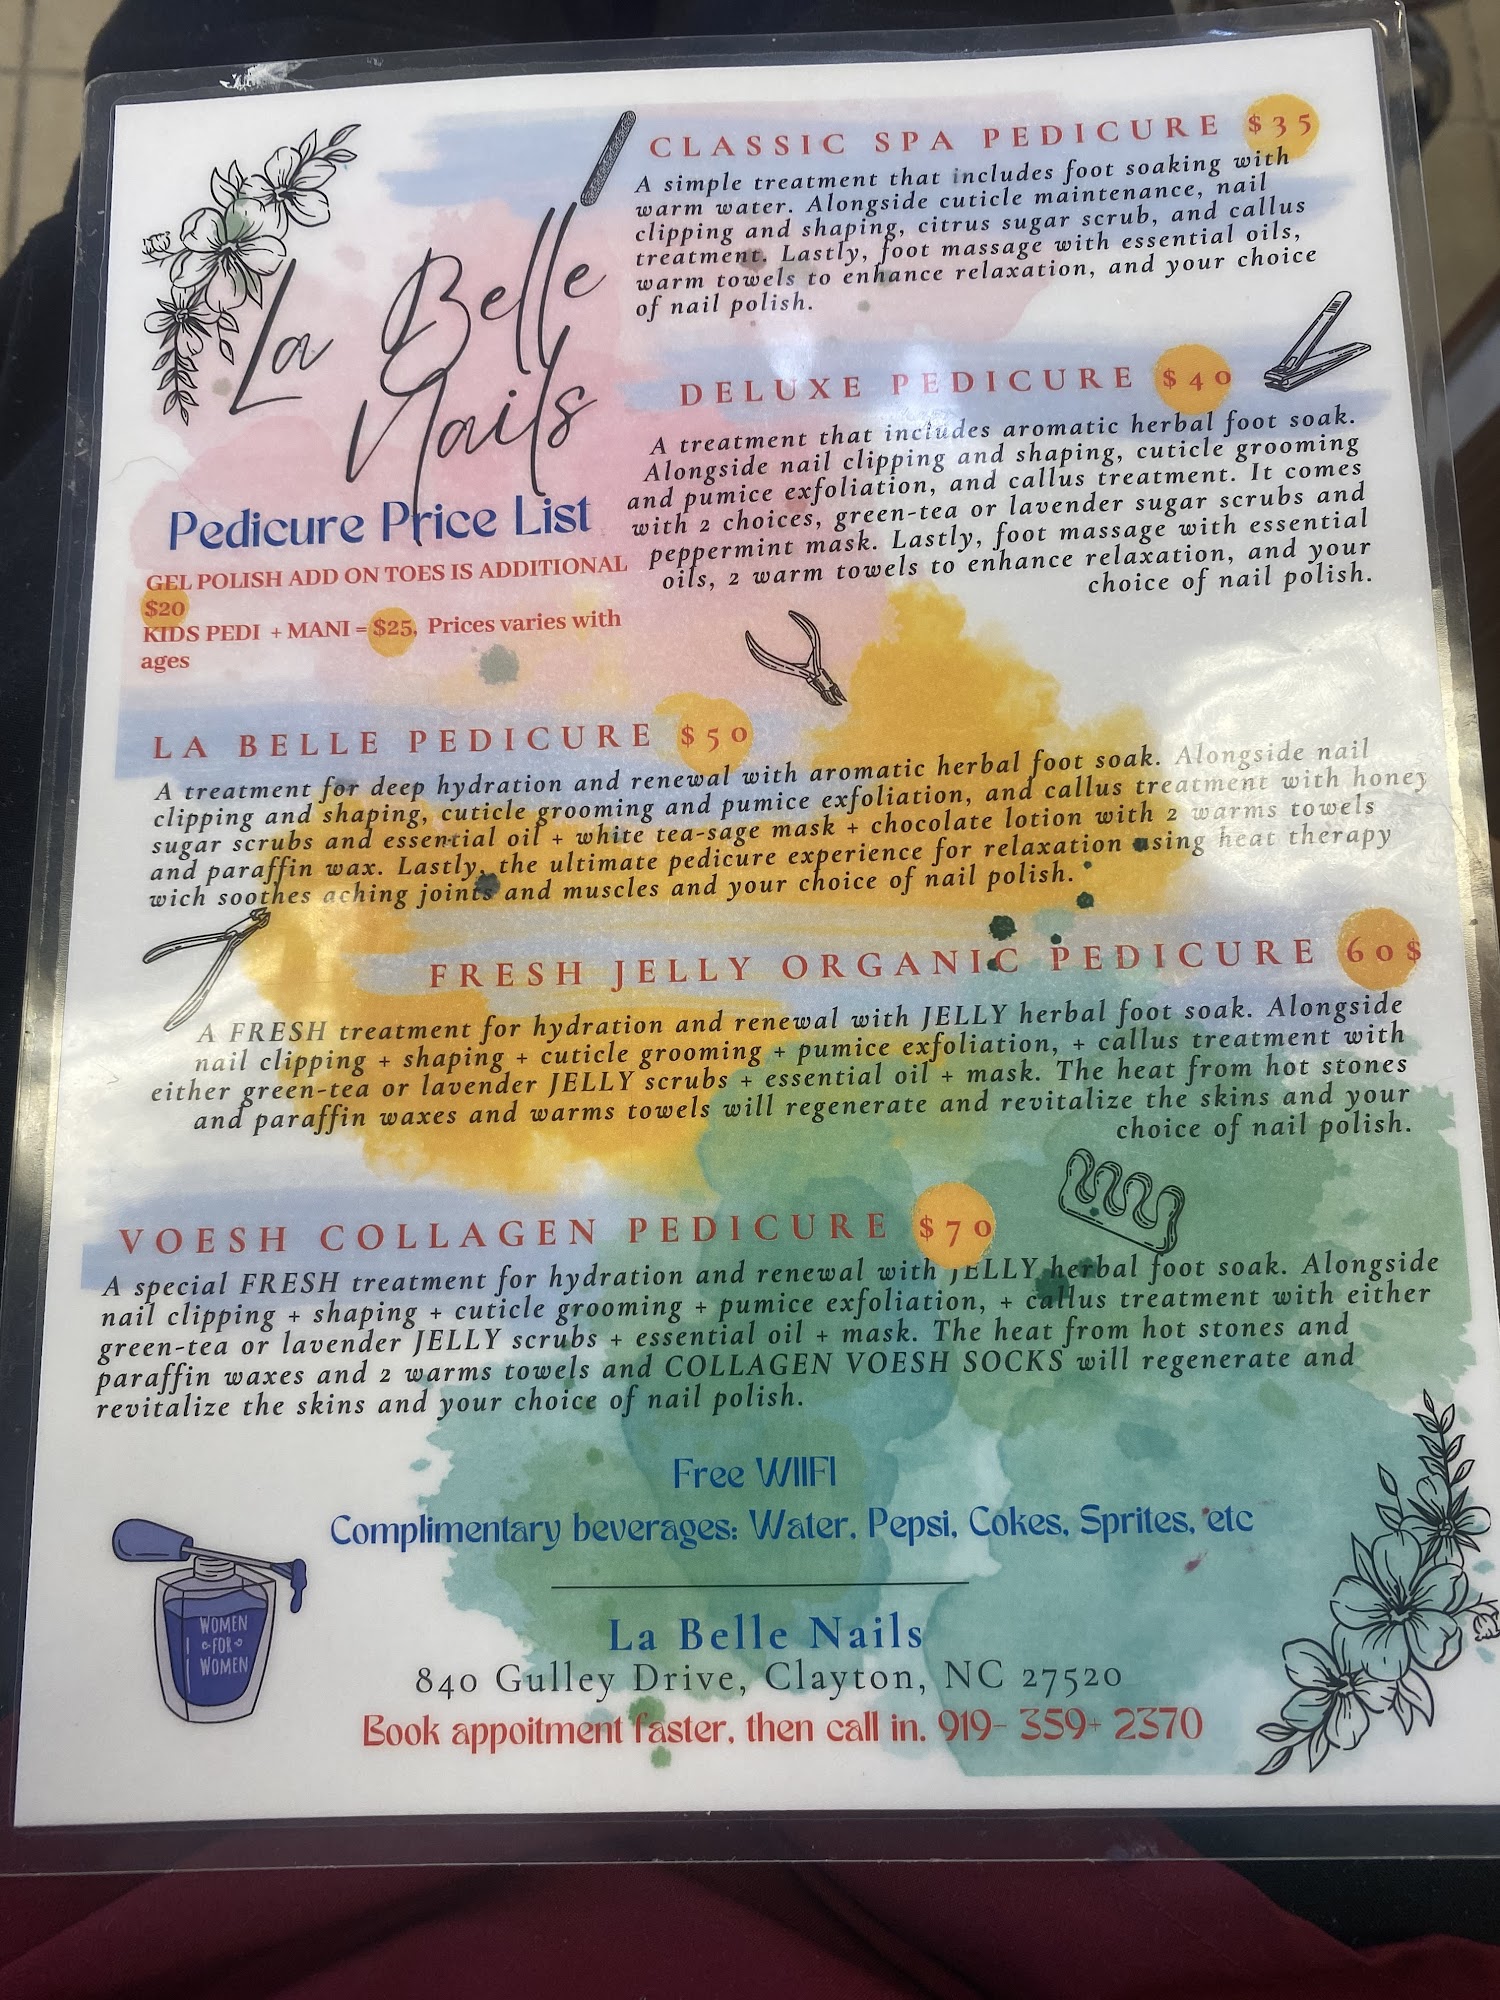 La Belle
Nails
Pedicure Price List
GEL POLISH ADD ON TOES IS ADDITIONAL
$20
KIDS PEDI + MANI = $25, Prices varies with
ages
CLASSIC SPA PEDICURE $35
A simple treatment that includes foot soaking with
warm water. Alongside cuticle maintenance, nail
clipping and shaping, citrus sugar scrub, and callus
treatment. Lastly, foot massage with essential oils,
warm towels to enhance relaxation, and your choice
of nail polish.
DELUXE PEDICURE $40
A treatment that includes aromatic herbal foot soak.
Alongside nail clipping and shaping, cuticle grooming
and pumice exfoliation, and callus treatment. It comes
with 2 choices, green-tea or lavender sugar scrubs and
peppermint mask. Lastly, foot massage with essential
oils, 2 warm towels to enhance relaxation, and your
choice of nail polish.
LA BELLE PEDICURE $50
A treatment for deep hydration and renewal with aromatic herbal foot soak. Alongside nail
clipping and shaping, cuticle grooming and pumice exfoliation, and callus treatment with honey
sugar scrubs and essential oil + white tea-sage mask + chocolate lotion with 2 warms towels
and paraffin wax. Lastly, the ultimate pedicure experience for relaxation using heat therapy
wich soothes aching joints and muscles and your choice of nail polish.
FRESH JELLY ORGANIC PEDICURE 60$
A FRESH treatment for hydration and renewal with JELLY herbal foot soak. Alongside
nail clipping + shaping + cuticle grooming + pumice exfoliation, + callus treatment with
either green-tea or lavender JELLY scrubs + essential oil + mask. The heat from hot stones
and paraffin waxes and warms towels will regenerate and revitalize the skins and your
choice of nail polish.
VOESH COLLAGEN PEDICURE $70
A special FRESH treatment for hydration and renewal with JELLY herbal foot soak. Alongside
nail clipping + shaping + cuticle grooming + pumice exfoliation, + callus treatment with either
green-tea or lavender JELLY scrubs + essential oil + mask. The heat from hot stones and
paraffin waxes and 2 warms towels and COLLAGEN VOESH SOCKS will regenerate and
revitalize the skins and your choice of nail polish.
Free WIIFI
Complimentary beverages: Water, Pepsi, Cokes, Sprites, etc
WOMEN
FOR
WOMEN
La Belle Nails
840 Gulley Drive, Clayton, NC 27520
Book appoitment faster, then call in. 919- 359+ 2370